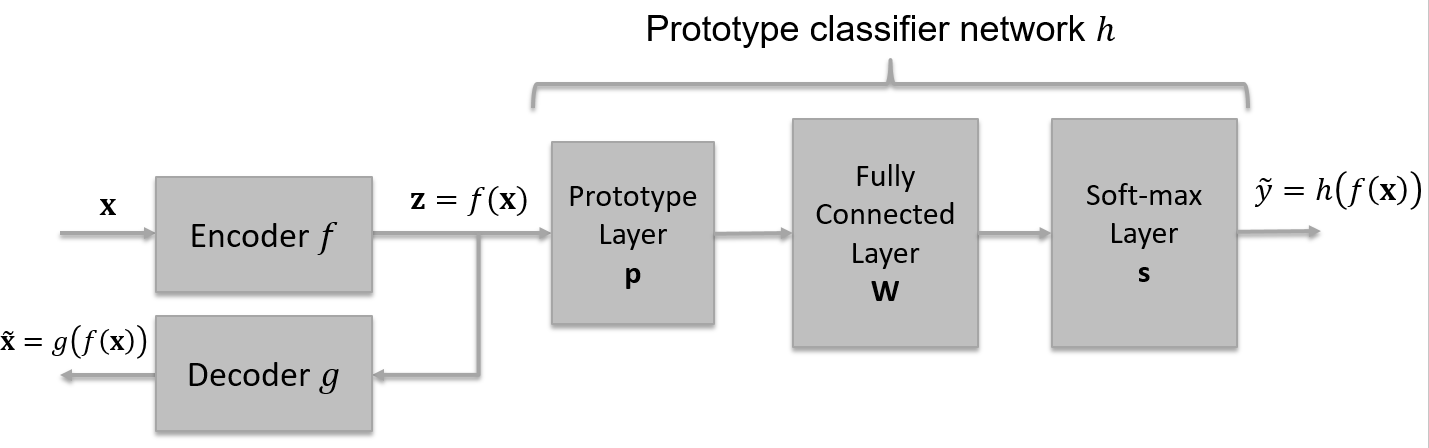 Prototype classifier network h
x
Encoder f
z = f(x)
Prototype
Layer
p
Fully
Connected
Layer
W
Soft-max
Layer
s
ỹ = h(f(x))
x̃ = g(f(x))
Decoder g